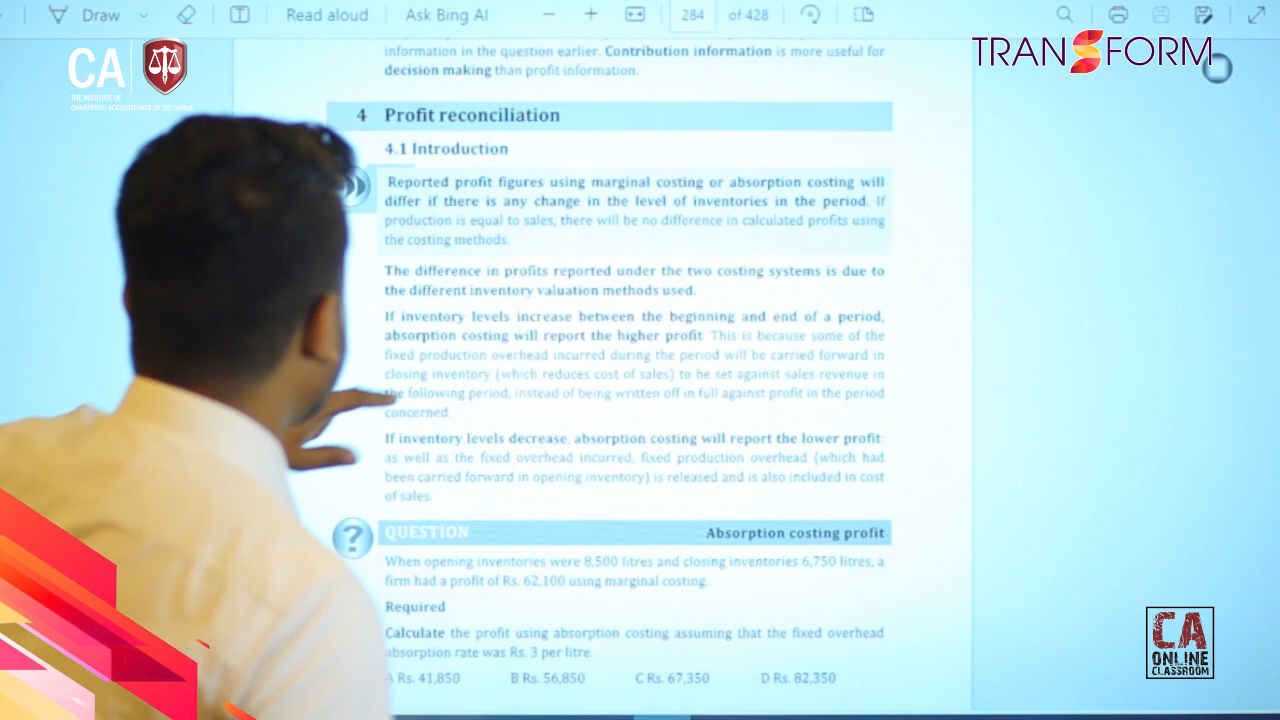 Draw
Read aloud
Ask Bing AI
284 of 428
CA
THE INSTITUTE OF
CHARTERED ACCOUNTANTS OF SRI LANKA
TRANSFORM
information in the question earlier. Contribution information is more useful for
decision making than profit information.
4 Profit reconciliation
4.1 Introduction
Reported profit figures using marginal costing or absorption costing will
differ if there is any change in the level of inventories in the period. If
production is equal to sales, there will be no difference in calculated profits using
the costing methods.
The difference in profits reported under the two costing systems is due to
the different inventory valuation methods used.
If inventory levels increase between the beginning and end of a period,
absorption costing will report the higher profit. This is because some of the
fixed production overhead incurred during the period will be carried forward in
closing inventory (which reduces cost of sales) to be set against sales revenue in
the following period, instead of being written off in full against profit in the period
concerned.
If inventory levels decrease, absorption costing will report the lower profit:
as well as the fixed overhead incurred, fixed production overhead (which had
been carried forward in opening inventory) is released and is also included in cost
of sales.
? QUESTION Absorption costing profit
When opening inventories were 8,500 litres and closing inventories 6,750 litres, a
firm had a profit of Rs. 62,100 using marginal costing.
Required
Calculate the profit using absorption costing assuming that the fixed overhead
absorption rate was Rs. 3 per litre.
A Rs. 41,850 B Rs. 56,850 C Rs. 67,350 D Rs. 82,350
CA
ONLINE
CLASSROOM